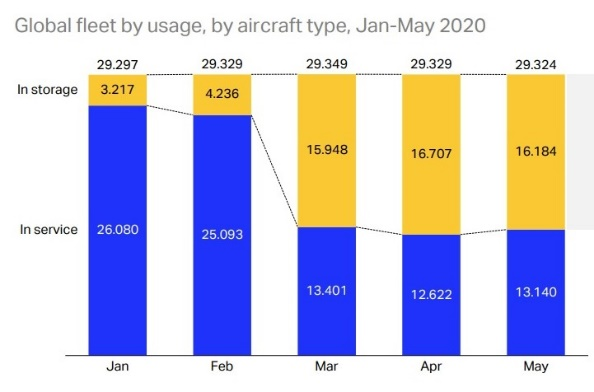 Global fleet by usage, by aircraft type, Jan-May 2020
29.297 29.329 29.349 29.329 29.324
In storage 3.217 4.236 15.948 16.707 16.184
In service 26.080 25.093 13.401 12.622 13.140
Jan Feb Mar Apr May